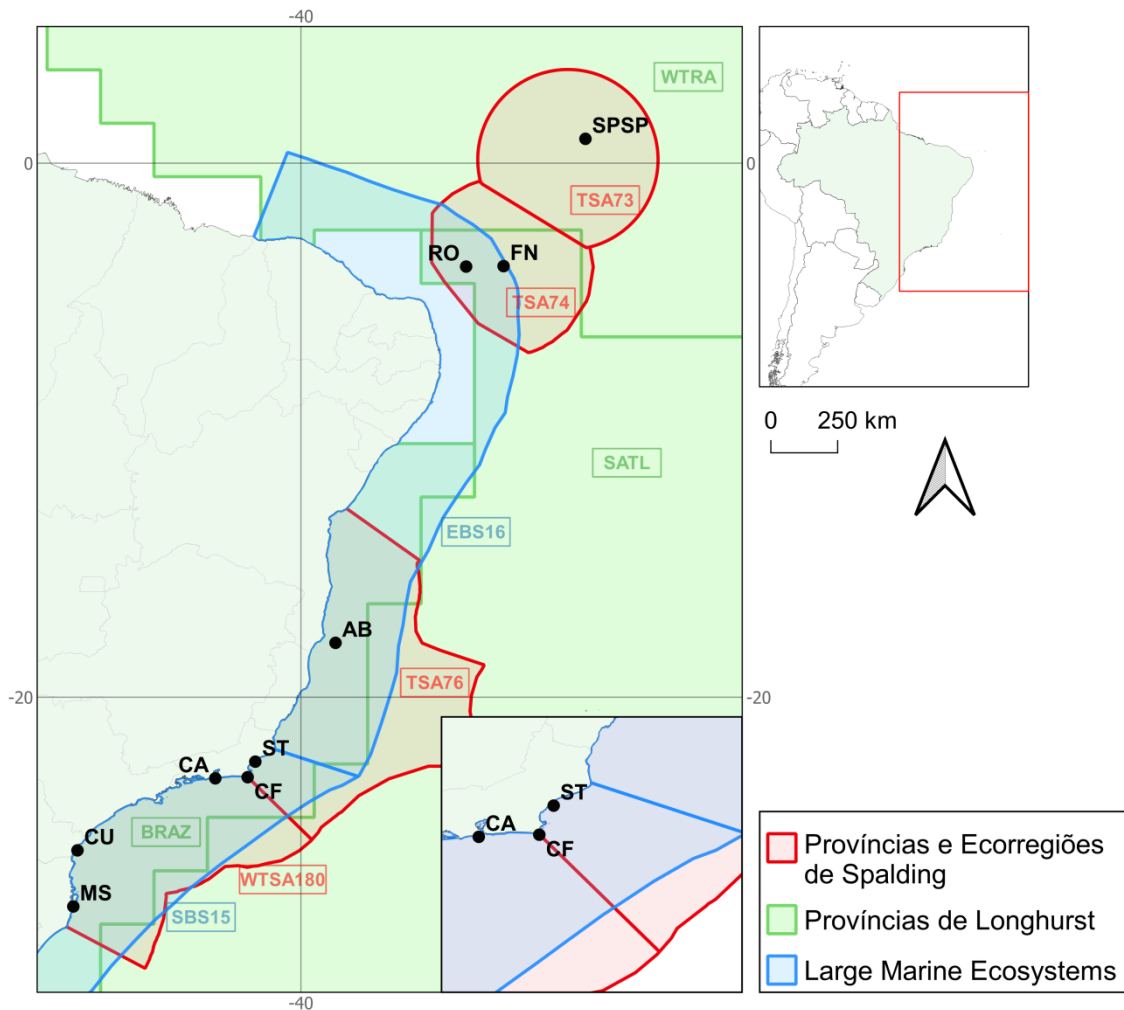 -40
WTRA
SPSP
0
0
TSA73
RO
FN
TSA74
0 250 km
SATL
EBS16
AB
TSA76
-20
-20
ST
CA
CF
ST
CA
CF
CU
BRAZ
WTSA180
MS
SBS15
Províncias e Ecorregiões
de Spalding
Províncias de Longhurst
Large Marine Ecosystems
-40